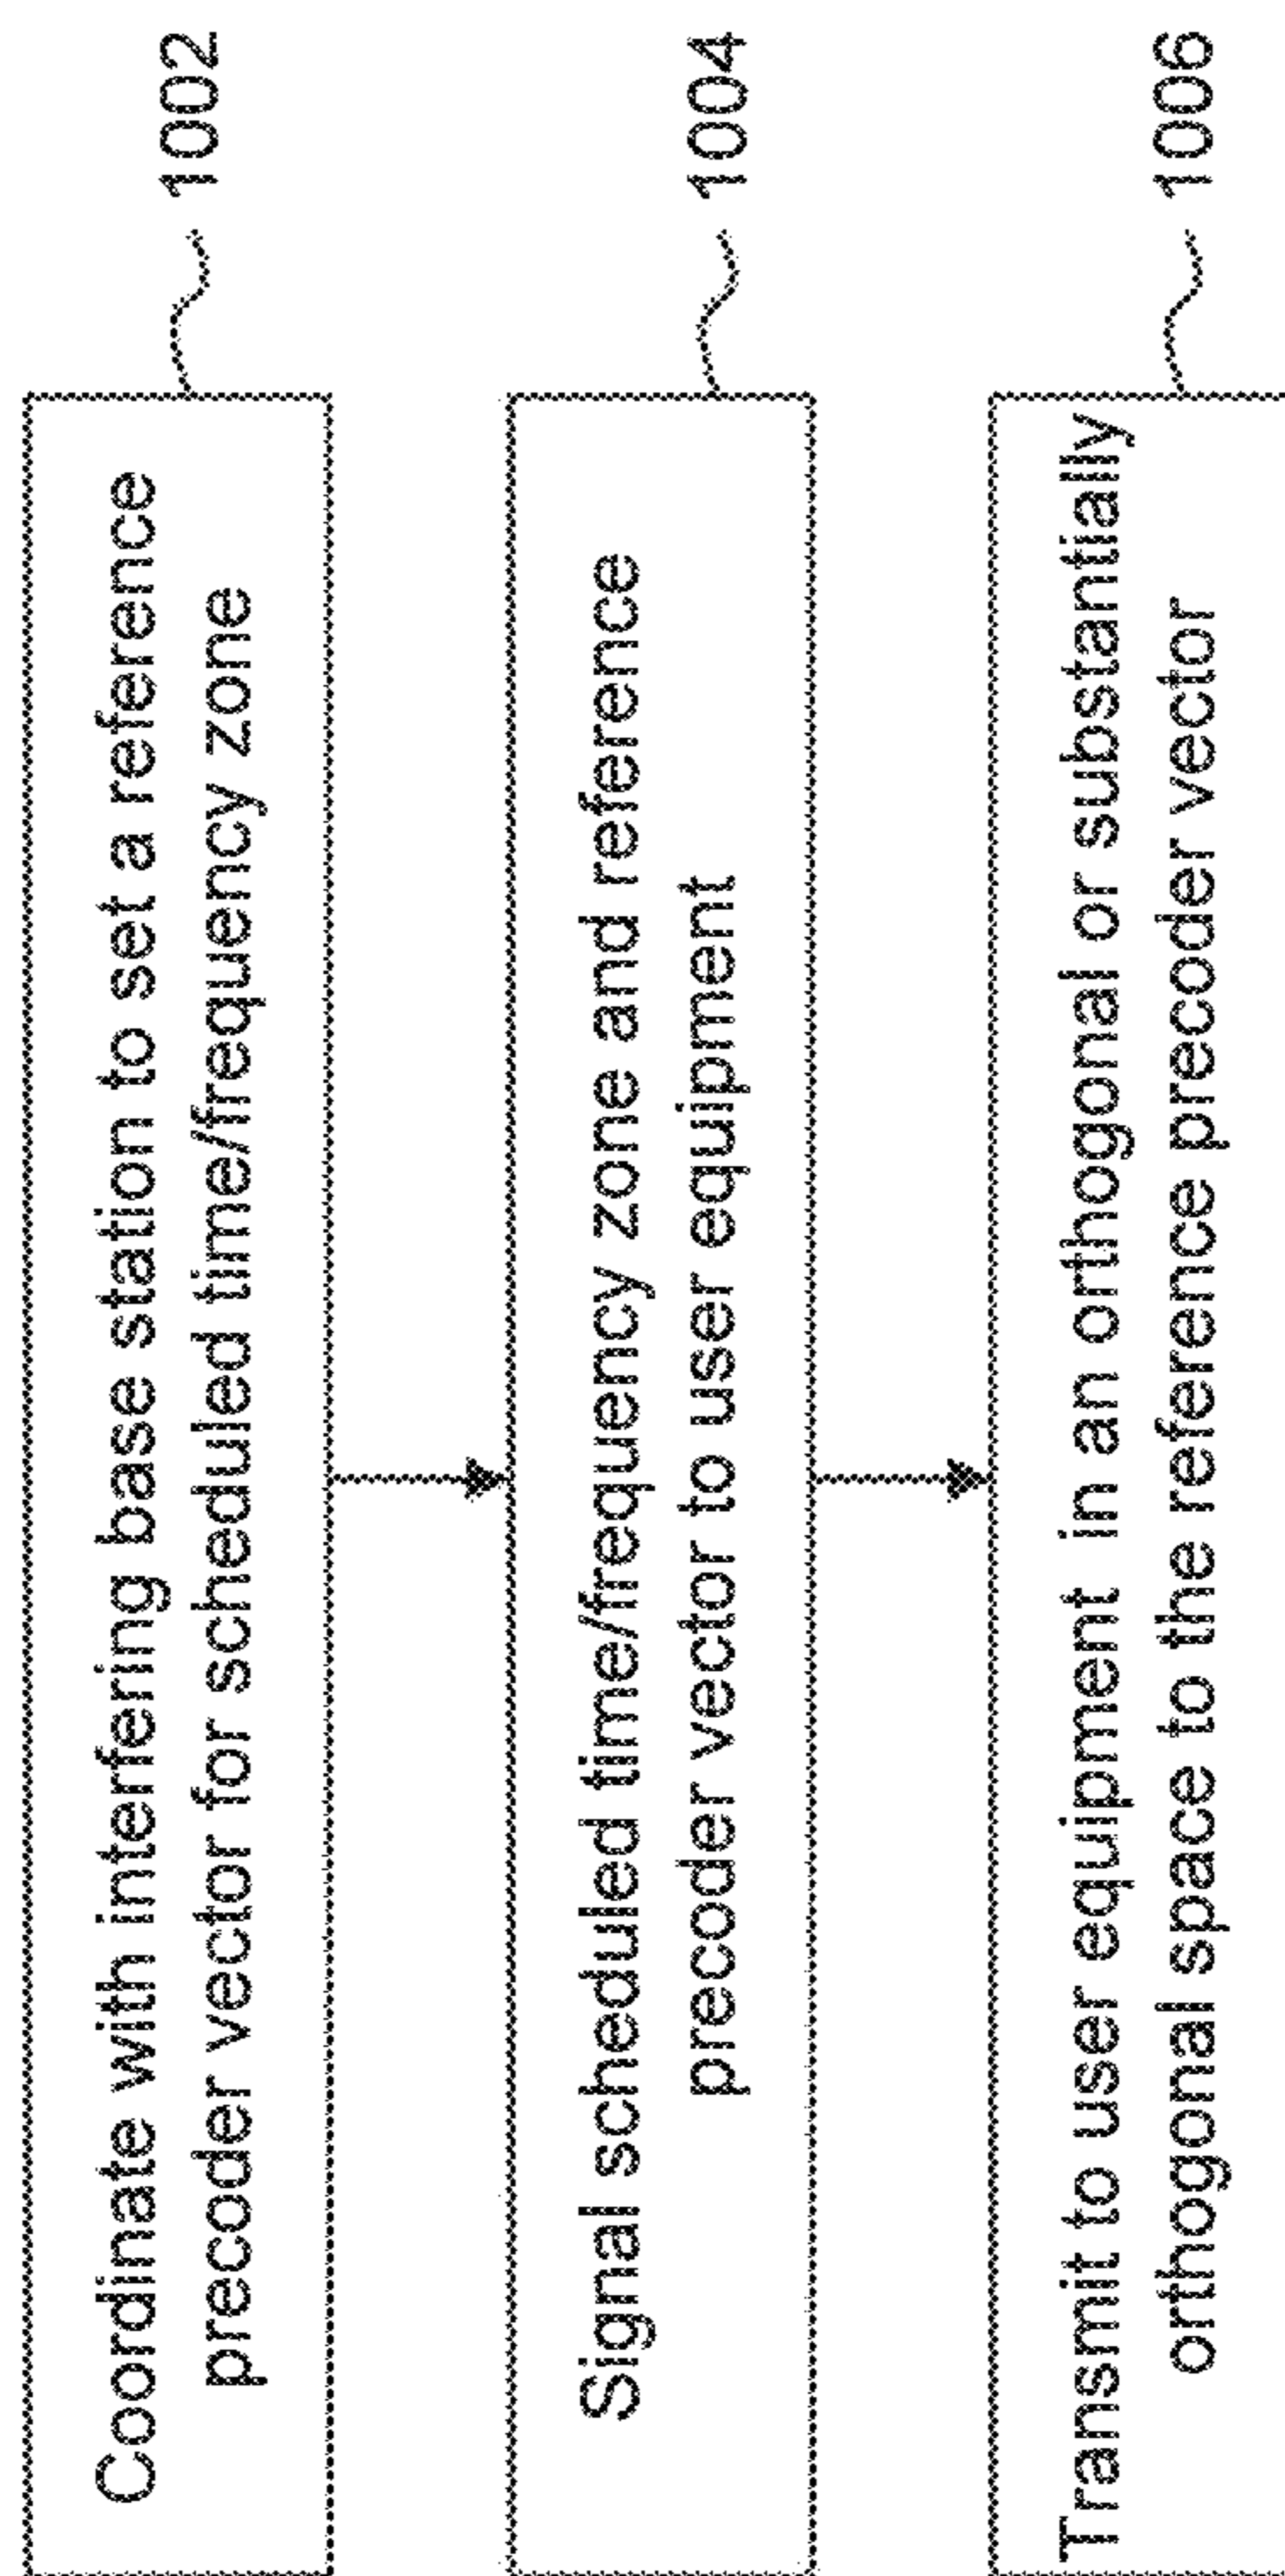 Coordinate with interfering base station to set a reference
precoder vector for scheduled time/frequency zone
1002
Signal scheduled time/frequency zone and reference
precoder vector to user equipment
1004
Transmit to user equipment in an orthogonal or substantially
orthogonal space to the reference precoder vector
1006